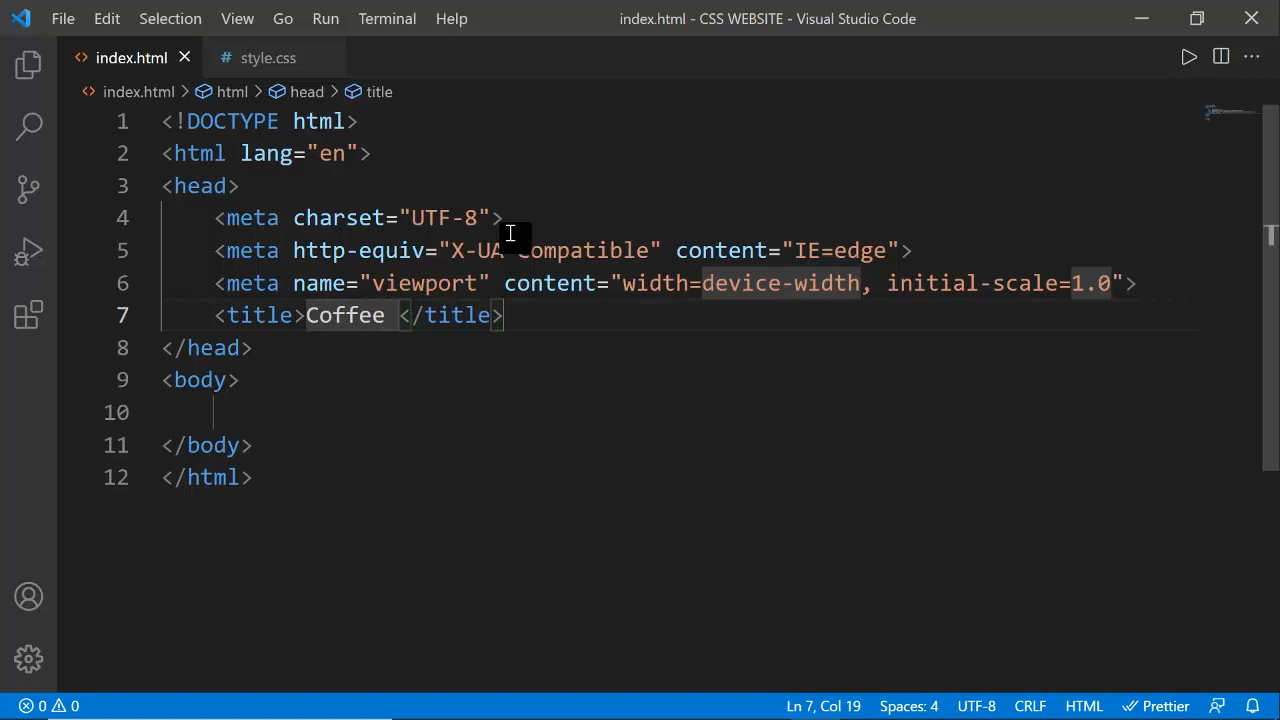 File Edit Selection View Go Run Terminal Help index.html - CSS WEBSITE - Visual Studio Code
index.html # style.css
index.html > html > head > title
1 <!DOCTYPE html>
2 <html lang="en">
3 <head>
4 <meta charset="UTF-8">
5 <meta http-equiv="X-UA-Compatible" content="IE=edge">
6 <meta name="viewport" content="width=device-width, initial-scale=1.0">
7 <title>Coffee </title>
8 </head>
9 <body>
10
11 </body>
12 </html>
0 0 Ln 7, Col 19 Spaces: 4 UTF-8 CRLF HTML Prettier